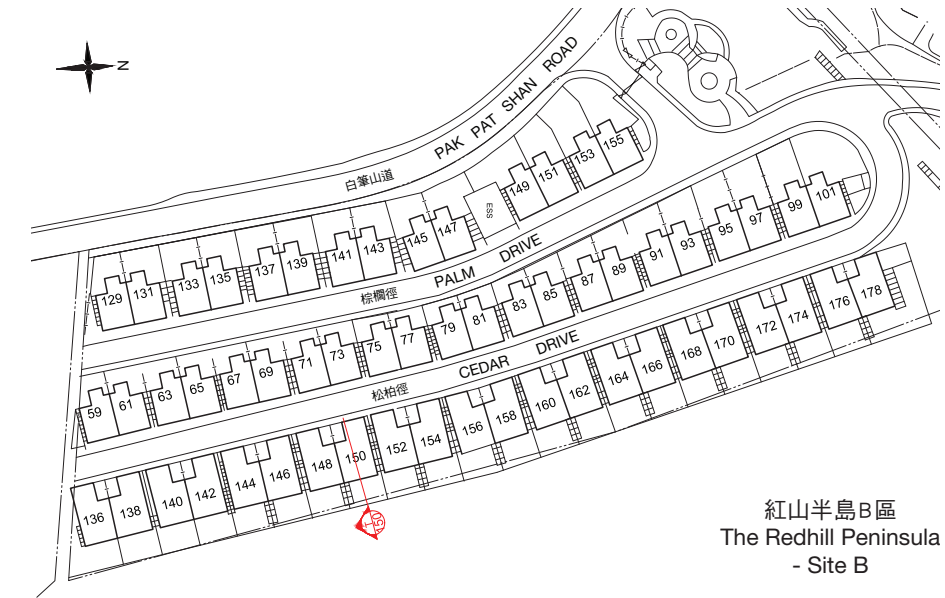 N
PAK PAT SHAN ROAD
白筆山道
153 155
149 151
ESS
145 147
141 143
137 139
133 135
129 131
PALM DRIVE
棕櫚徑
99 101
95 97
91 93
87 89
83 85
79 81
75 77
71 73
67 69
63 65
59 61
CEDAR DRIVE
松柏徑
176 178
172 174
168 170
164 166
160 162
156 158
152 154
148 150
144 146
140 142
136 138
紅山半島B區
The Redhill Peninsula
- Site B